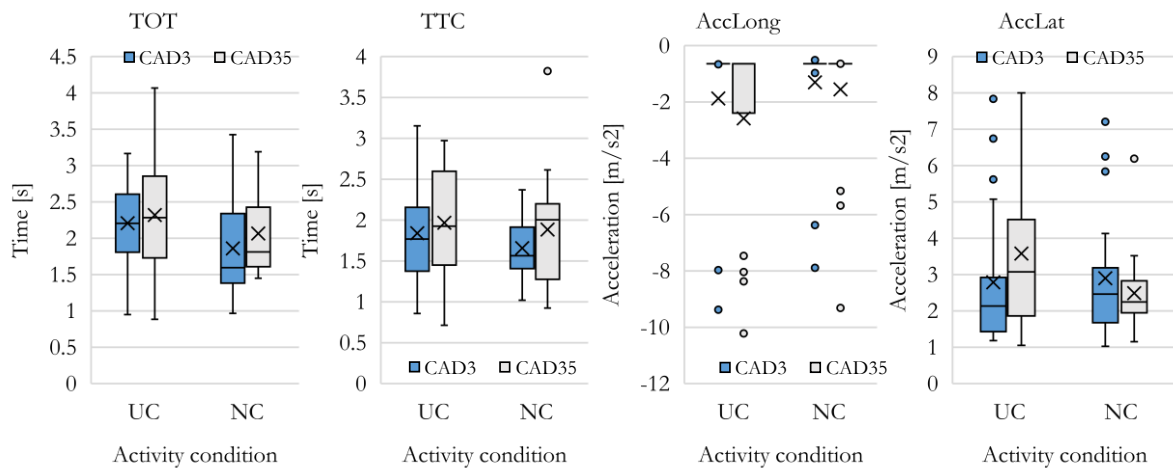 TOT
CAD3 CAD35
4.5
4
3.5
3
2.5
2
1.5
1
0.5
0
Time [s]
UC NC
Activity condition
TTC
4
3.5
3
2.5
2
1.5
1
0.5
0
Time [s]
CAD3 CAD35
UC NC
Activity condition
AccLong
0
-2
-4
-6
-8
-10
-12
Acceleration [m/s2]
CAD3 CAD35
UC NC
Activity condition
AccLat
CAD3 CAD35
9
8
7
6
5
4
3
2
1
0
Acceleration [m/s2]
UC NC
Activity condition